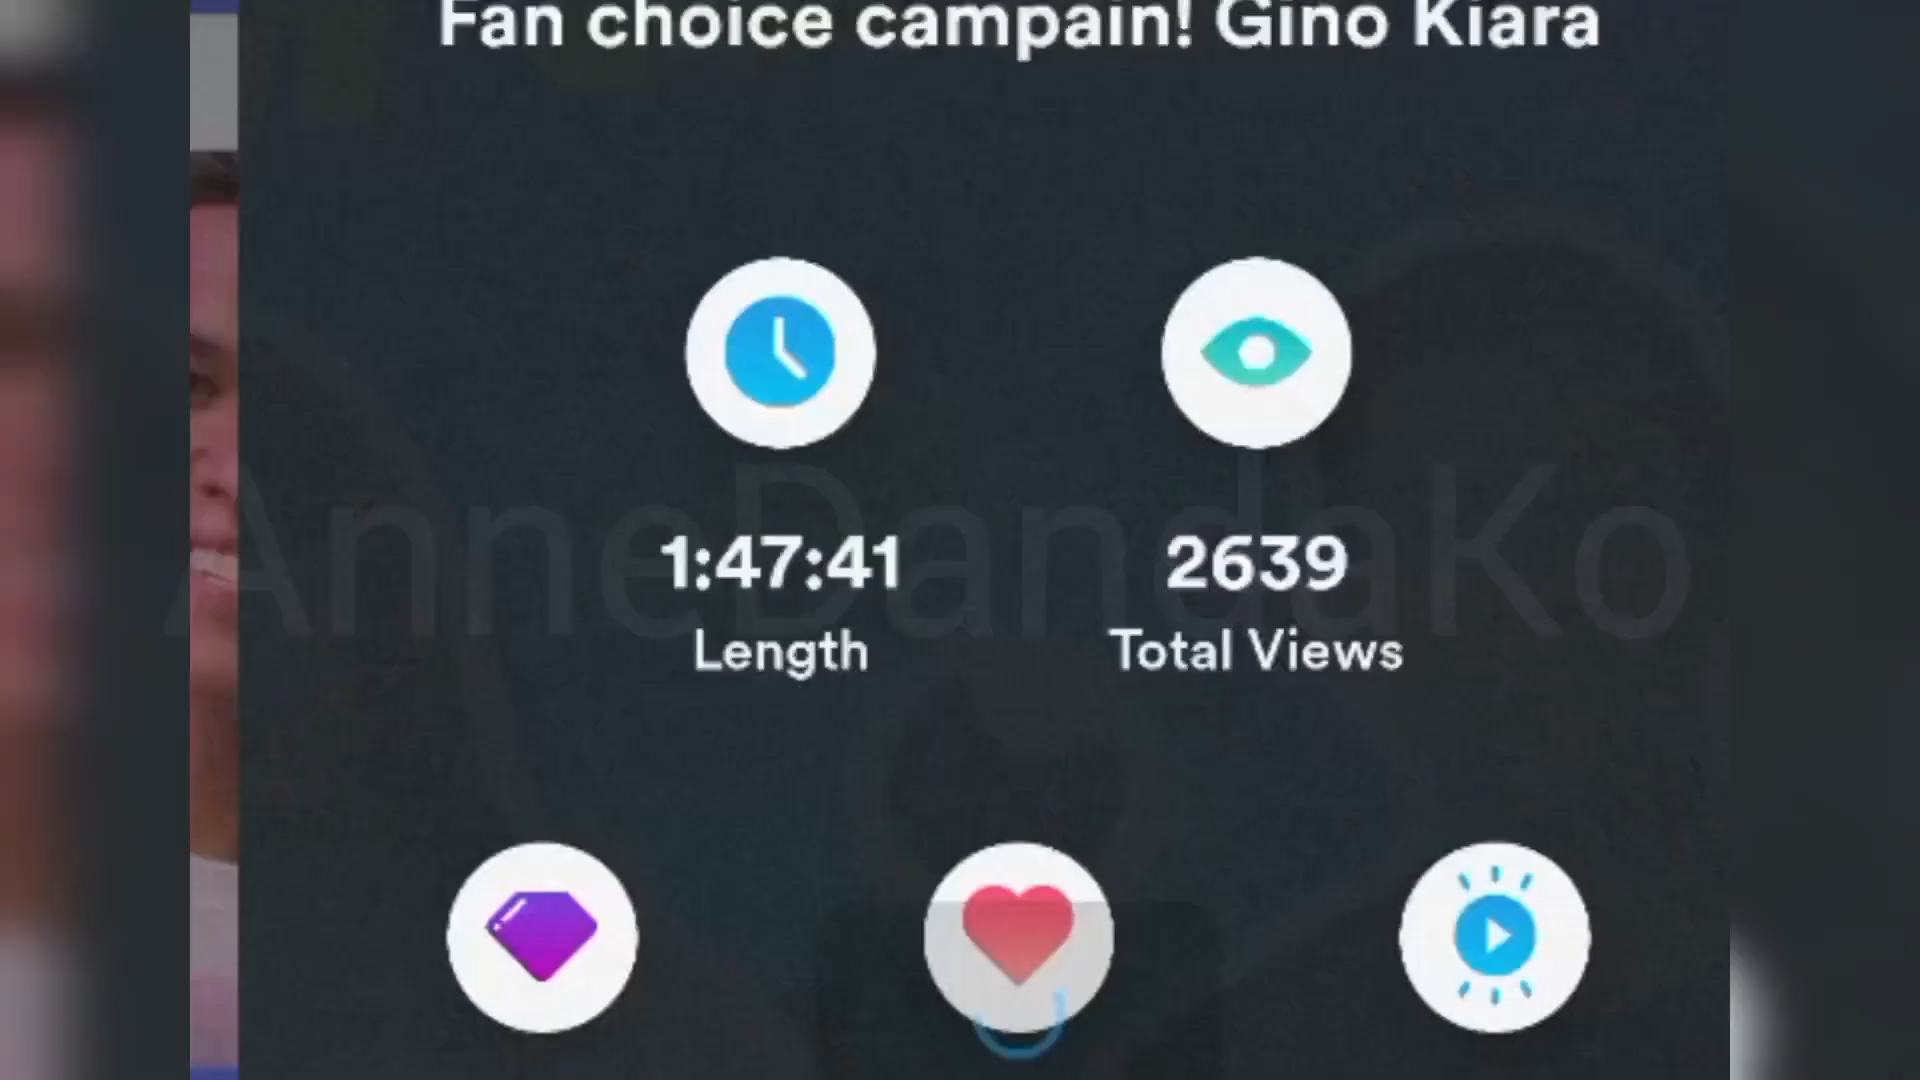 Fan choice campain! Gino Kiara
AnneDandaKo
1:47:41
2639
Length
Total Views